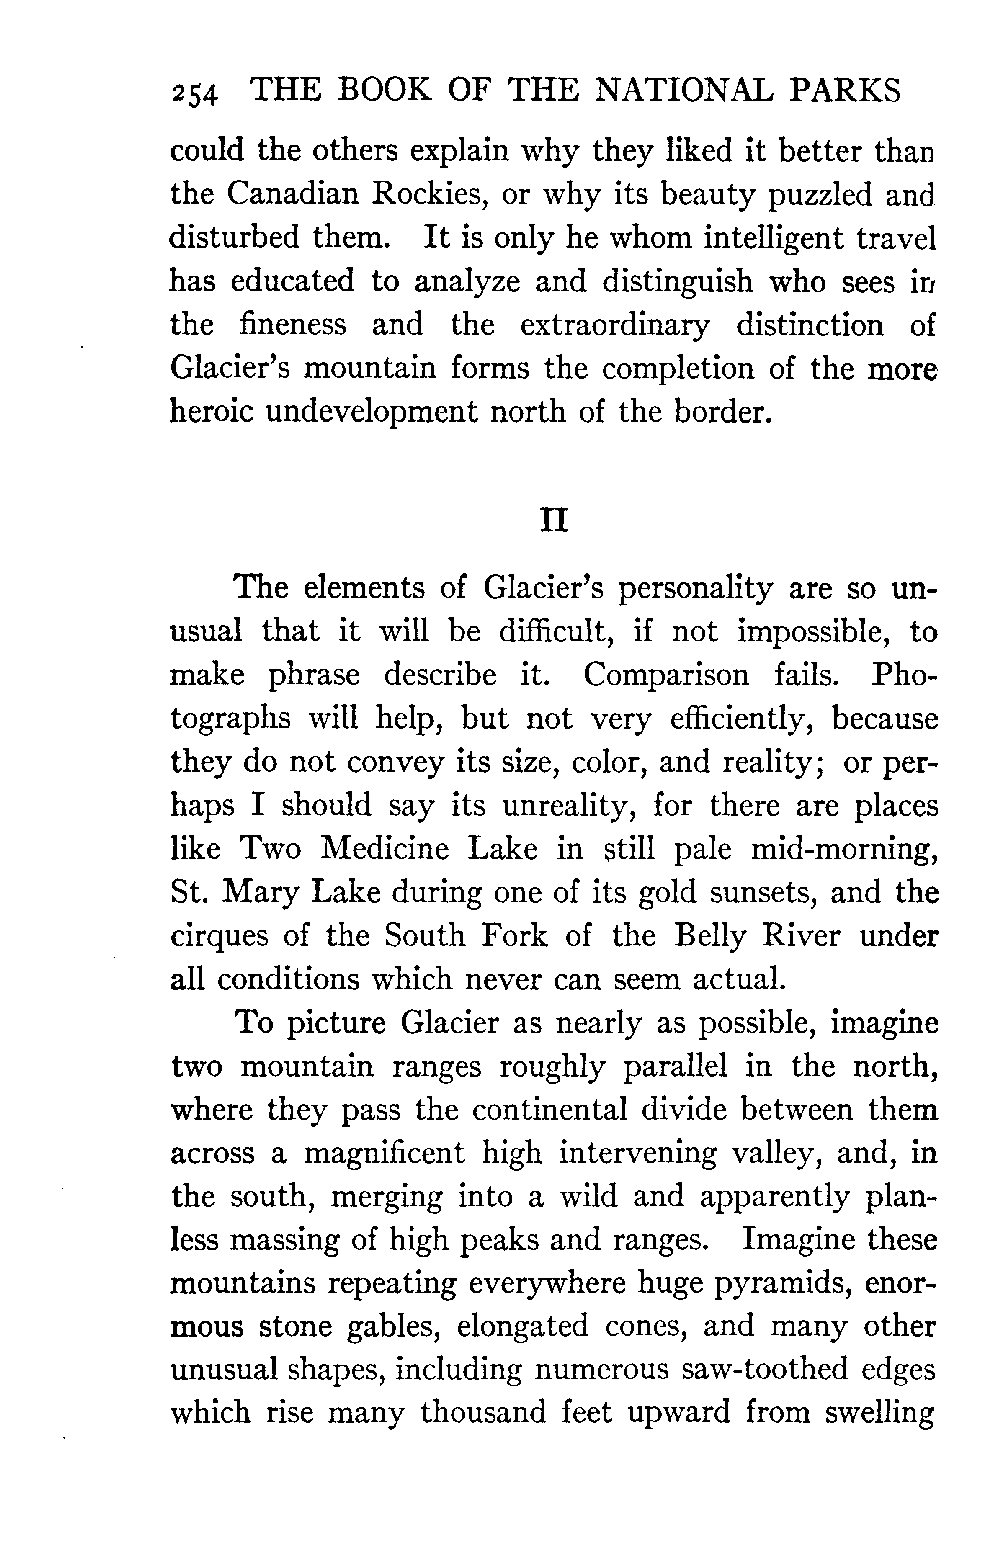 254 THE BOOK OF THE NATIONAL PARKS
could the others explain why they liked it better than
the Canadian Rockies, or why its beauty puzzled and
disturbed them. It is only he whom intelligent travel
has educated to analyze and distinguish who sees in
the fineness and the extraordinary distinction of
Glacier's mountain forms the completion of the more
heroic undevelopment north of the border.
II
The elements of Glacier's personality are so un-
usual that it will be difficult, if not impossible, to
make phrase describe it. Comparison fails. Pho-
tographs will help, but not very efficiently, because
they do not convey its size, color, and reality; or per-
haps I should say its unreality, for there are places
like Two Medicine Lake in still pale mid-morning,
St. Mary Lake during one of its gold sunsets, and the
cirques of the South Fork of the Belly River under
all conditions which never can seem actual.
To picture Glacier as nearly as possible, imagine
two mountain ranges roughly parallel in the north,
where they pass the continental divide between them
across a magnificent high intervening valley, and, in
the south, merging into a wild and apparently plan-
less massing of high peaks and ranges. Imagine these
mountains repeating everywhere huge pyramids, enor-
mous stone gables, elongated cones, and many other
unusual shapes, including numerous saw-toothed edges
which rise many thousand feet upward from swelling